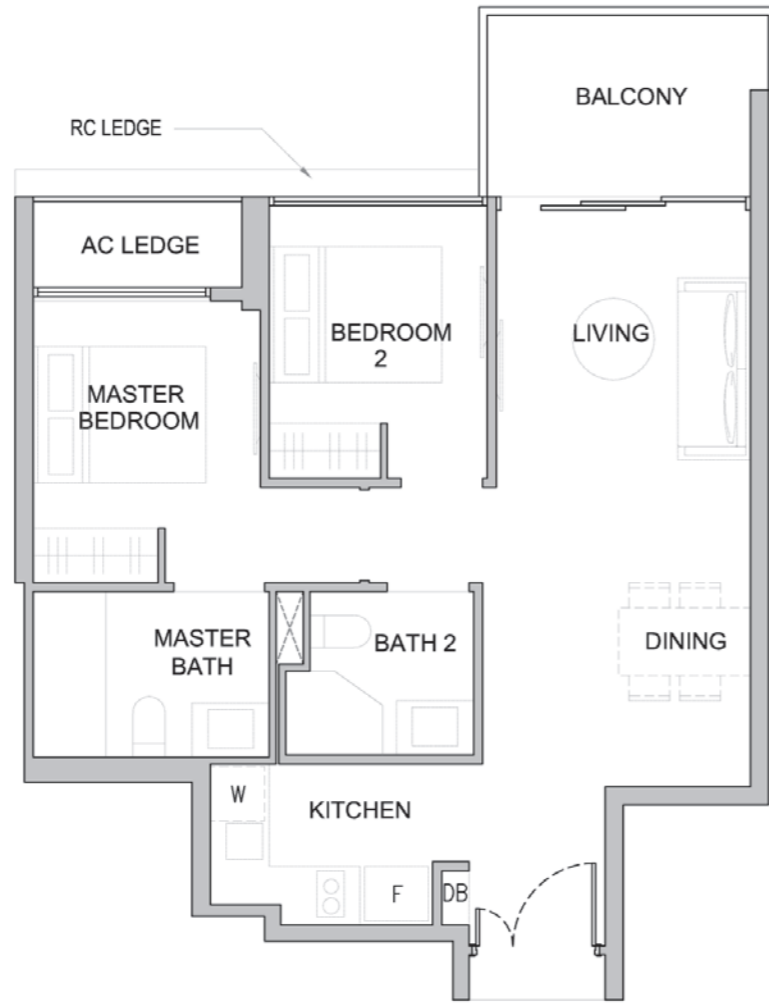 BALCONY
RC LEDGE
AC LEDGE
BEDROOM
2
LIVING
MASTER
BEDROOM
MASTER
BATH
BATH 2
DINING
W
KITCHEN
F
DB